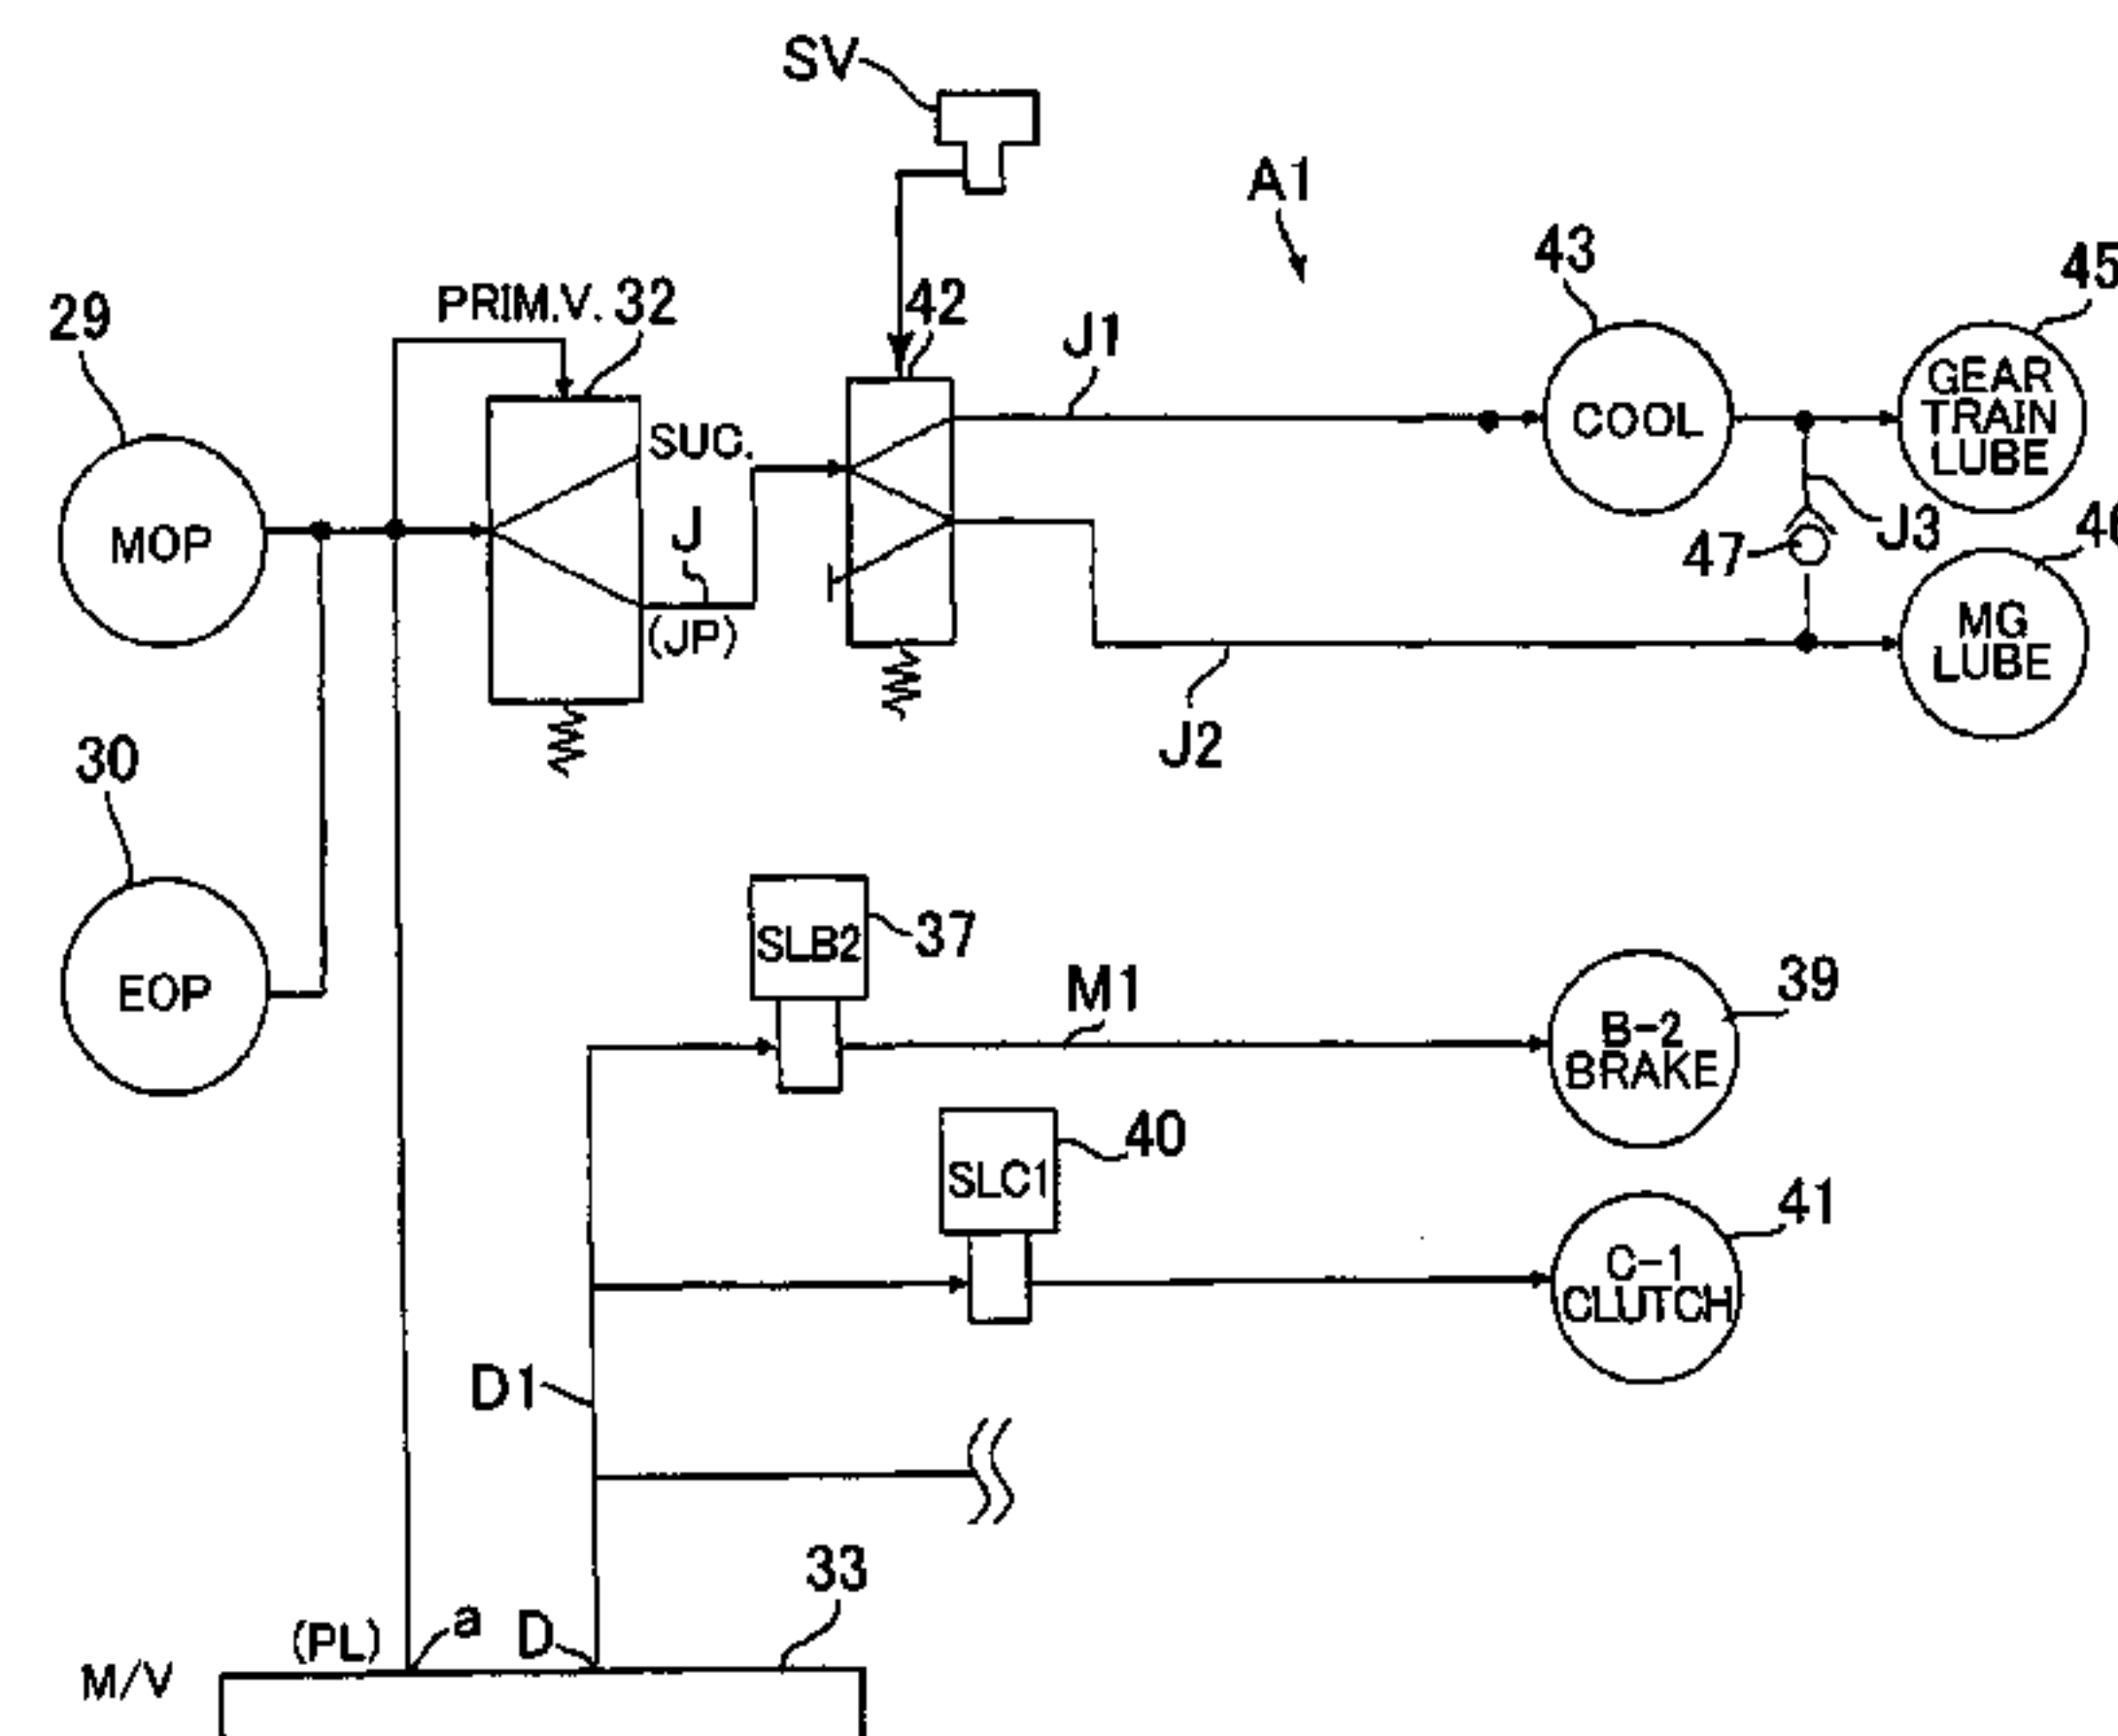 SV
A1
43
45
29
PRIM.V. 32
42
J1
GEAR
TRAIN
LUBE
COOL
SUC.
MOP
J
J3
47
(JP)
MG
LUBE
J2
30
EOP
SLB2
37
M1
39
B-2
BRAKE
40
SLC1
41
C-1
CLUTCH
D1
33
(PL)
a
D
M/V